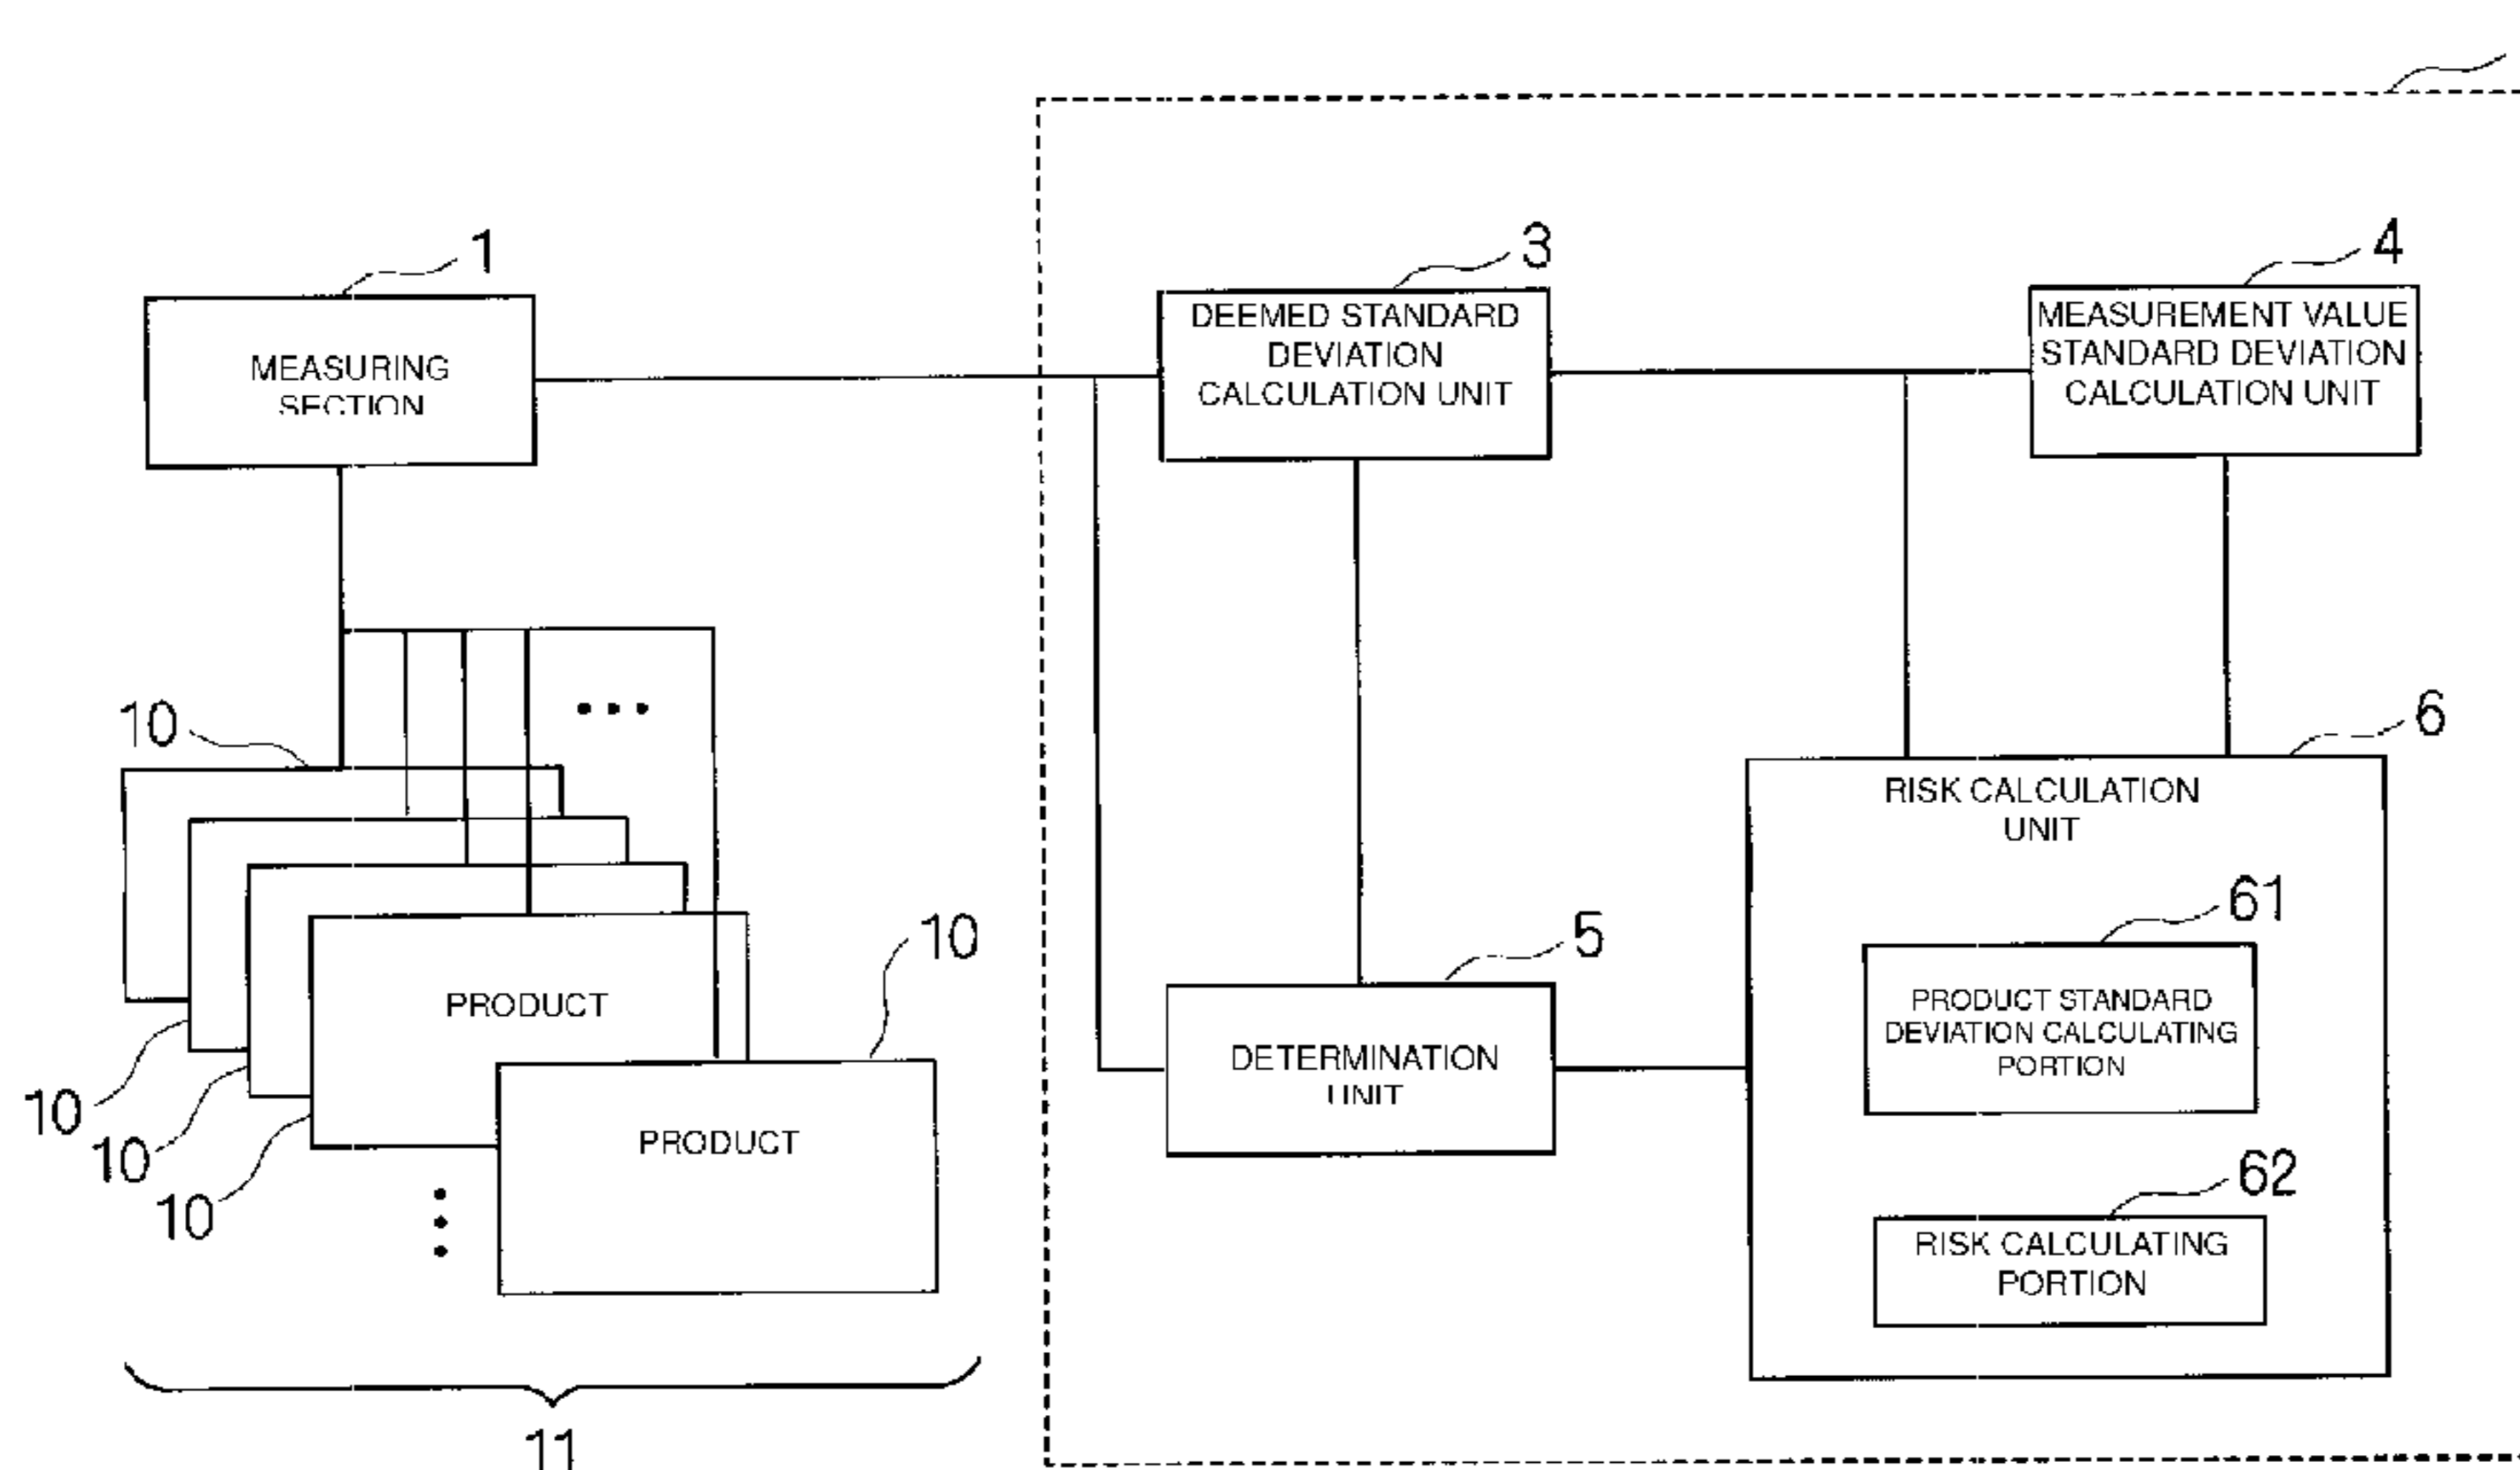 1
MEASURING
SECTION
3
DEEMED STANDARD
DEVIATION
CALCULATION UNIT
4
MEASUREMENT VALUE
STANDARD DEVIATION
CALCULATION UNIT
10
10
PRODUCT
PRODUCT
10
10
10
11
5
DETERMINATION
UNIT
6
RISK CALCULATION
UNIT
61
PRODUCT STANDARD
DEVIATION CALCULATING
PORTION
62
RISK CALCULATING
PORTION